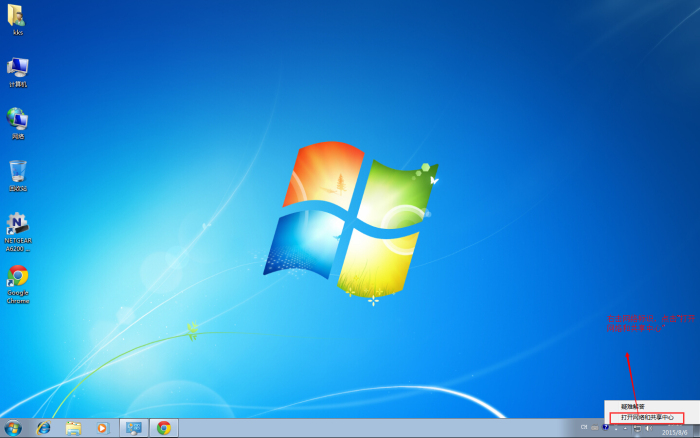 kks
计算机
网络
回收站
NETGEAR
A6200 ...
Google
Chrome
疑难解答
打开网络和共享中心
CH
2015/8/6